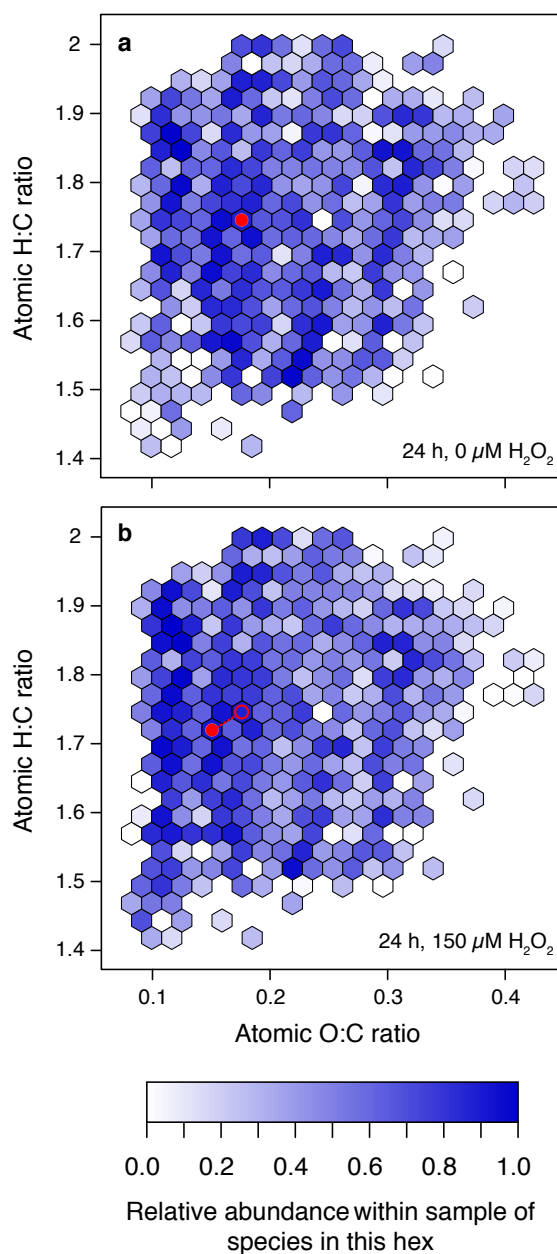 a
2
1.9
1.8
1.7
1.6
1.5
1.4
Atomic H:C ratio
24 h, 0 µM H₂O₂
b
2
1.9
1.8
1.7
1.6
1.5
1.4
Atomic H:C ratio
24 h, 150 µM H₂O₂
0.1 0.2 0.3 0.4
Atomic O:C ratio
0.0 0.2 0.4 0.6 0.8 1.0
Relative abundance within sample of
species in this hex